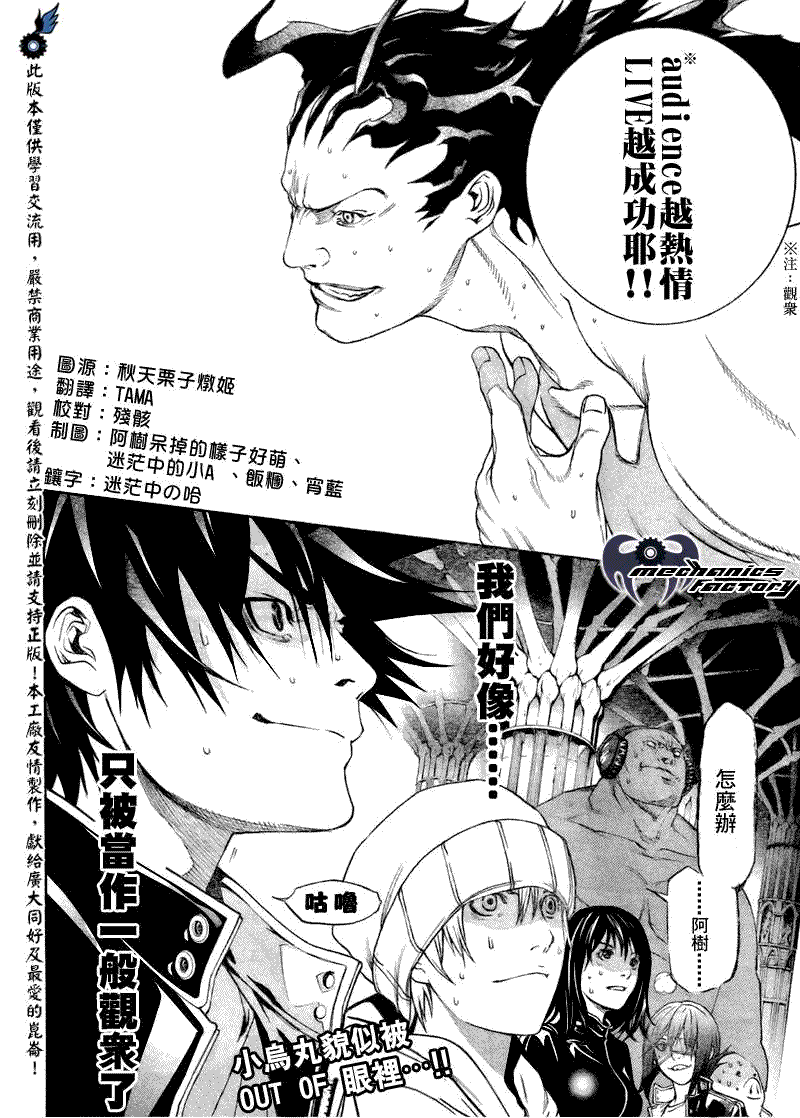 ※
audience越熱情
LIVE越成功耶!!
※注：觀衆
圖源：秋天栗子燉姬
翻譯：TAMA
校對：殘骸
制圖：阿樹呆掉的樣子好萌、
迷茫中的小A、飯糰、宵藍
鑲字：迷茫中の哈
mechanics
factory
我們好像……
怎麼辦
……阿樹……
只被當作一般觀衆了
咕嚕
小烏丸貌似被
OUT OF 眼裡…!!
此版本僅供學習交流用，嚴禁商業用途，觀看後請立刻刪除並請支持正版！本工廠友情製作，獻給廣大同好及最愛的崑崙！